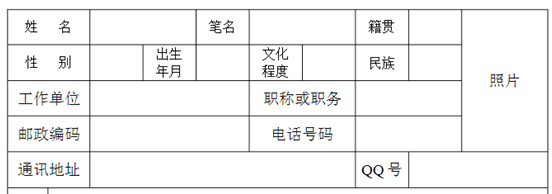 姓 名 笔名 籍贯
性 别 出生年月 文化程度 民族 照片
工作单位 职称或职务
邮政编码 电话号码
通讯地址 QQ 号